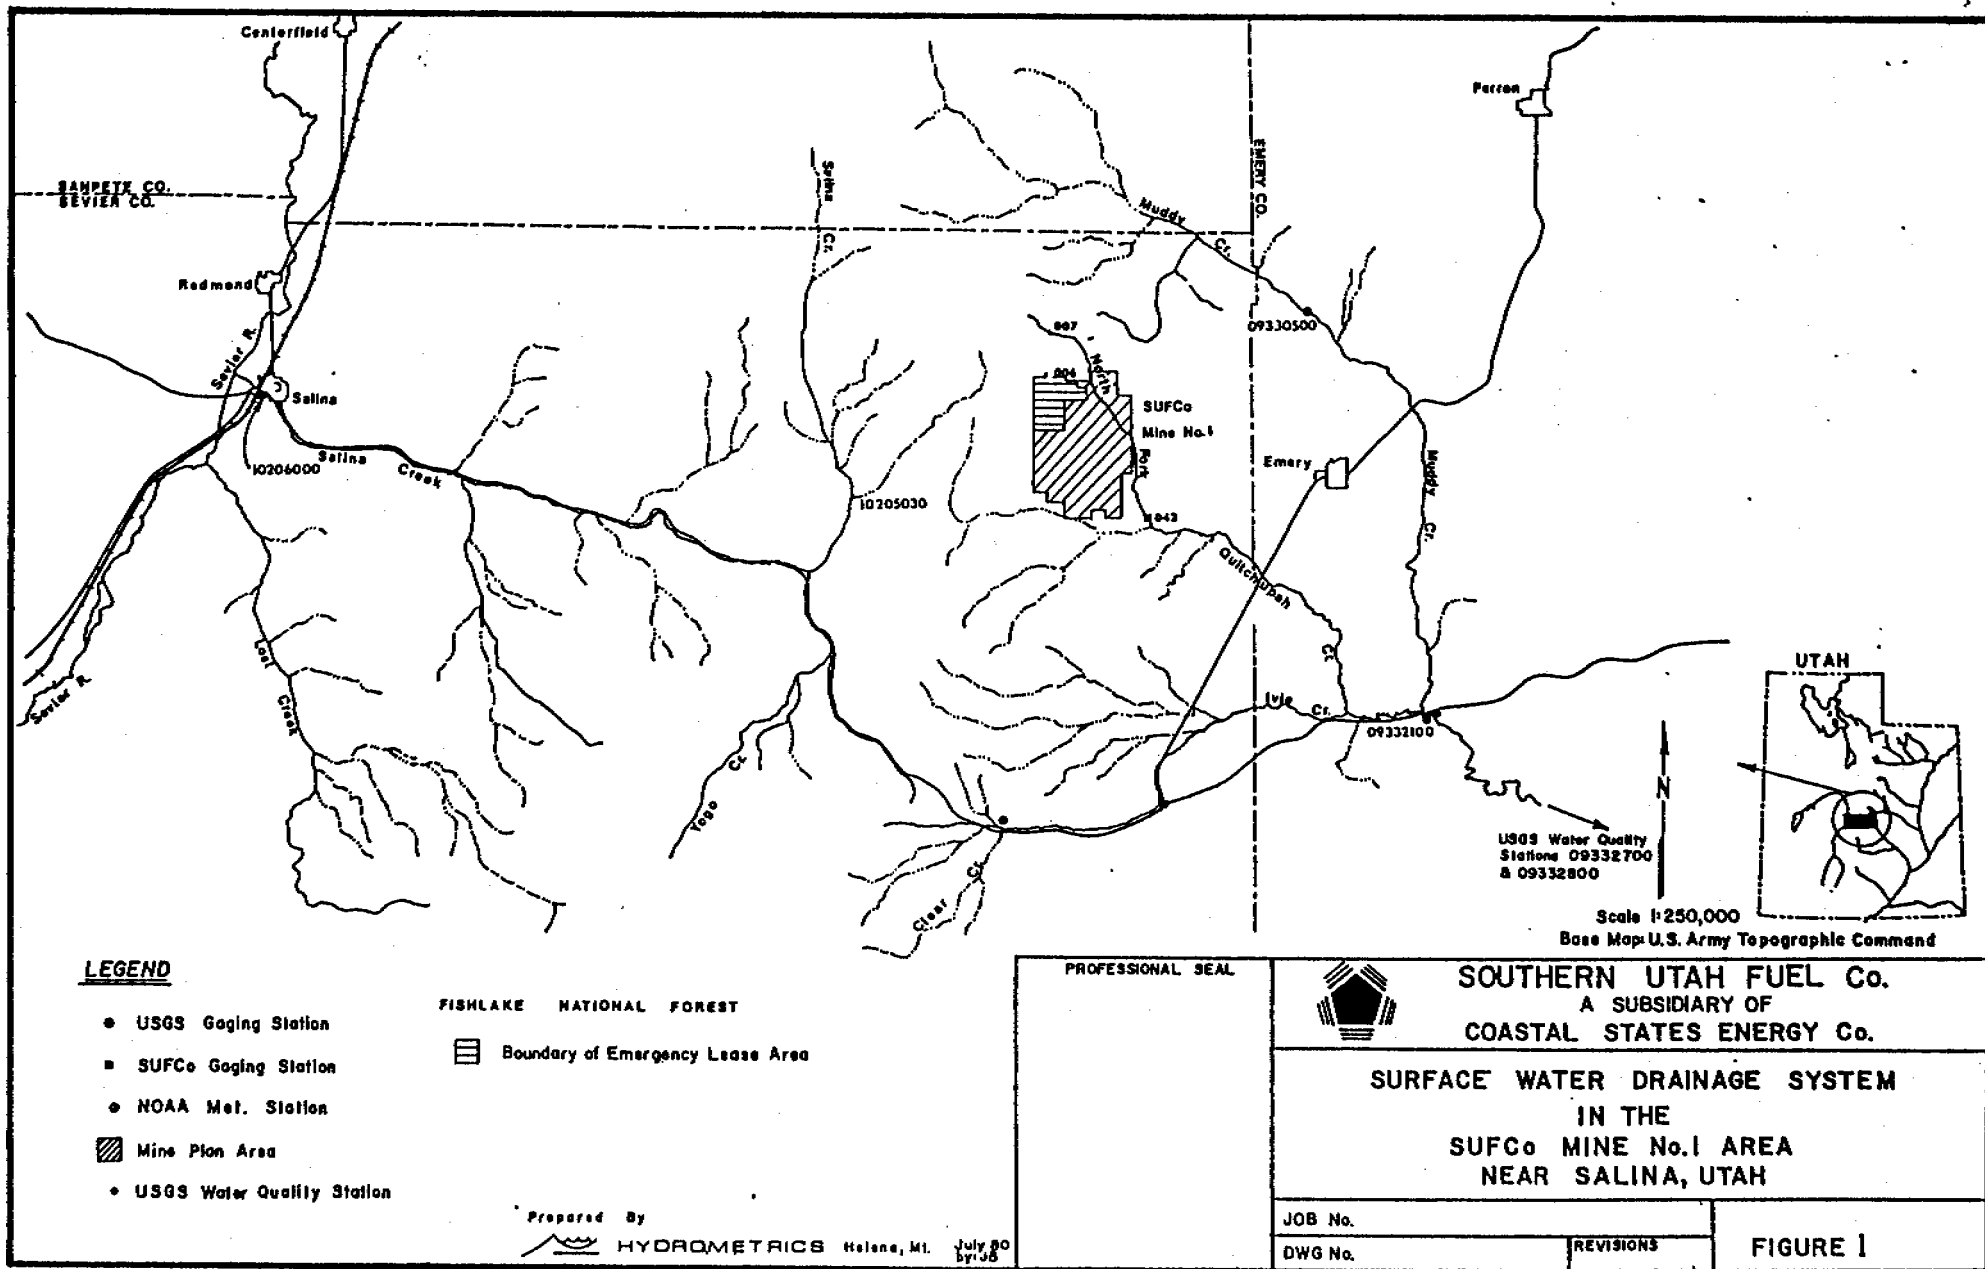 Centerfield
Ferron
SANPETE CO.
SEVIER CO.
EMERY CO.
Spring
Cr.
Muddy
Cr.
Redmond
Sevier R.
09330500
007
North
006
Salina
SUFCo
Mine No.1
Fork
Emery
Muddy
Cr.
Salina
Creek
10206000
10205030
042
Quitchupah
Cr.
Lost
Creek
Sevier R.
Ivie
Cr.
09332100
Yogo
Cr.
Clear
Cr.
UTAH
N
USGS Water Quality
Stations 09332700
& 09332800
Scale 1:250,000
Base Map: U.S. Army Topographic Command
LEGEND
USGS Gaging Station
SUFCo Gaging Station
NOAA Met. Station
Mine Plan Area
USGS Water Quality Station
FISHLAKE NATIONAL FOREST
Boundary of Emergency Lease Area
Prepared By
HYDROMETRICS Helena, Mt.
July 80
by: JB
PROFESSIONAL SEAL
SOUTHERN UTAH FUEL Co.
A SUBSIDIARY OF
COASTAL STATES ENERGY Co.
SURFACE WATER DRAINAGE SYSTEM
IN THE
SUFCo MINE No.1 AREA
NEAR SALINA, UTAH
JOB No.
DWG No.
REVISIONS
FIGURE 1